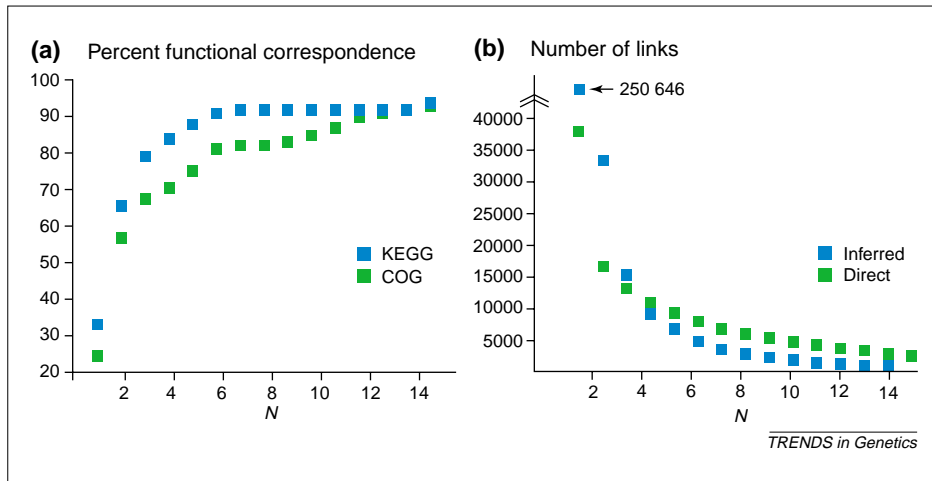 (a) Percent functional correspondence
100
90
80
70
60
50
40
30
20
2 4 6 8 10 12 14
N
KEGG
COG
(b) Number of links
250 646
40000
35000
30000
25000
20000
15000
10000
5000
2 4 6 8 10 12 14
N
Inferred
Direct
TRENDS in Genetics